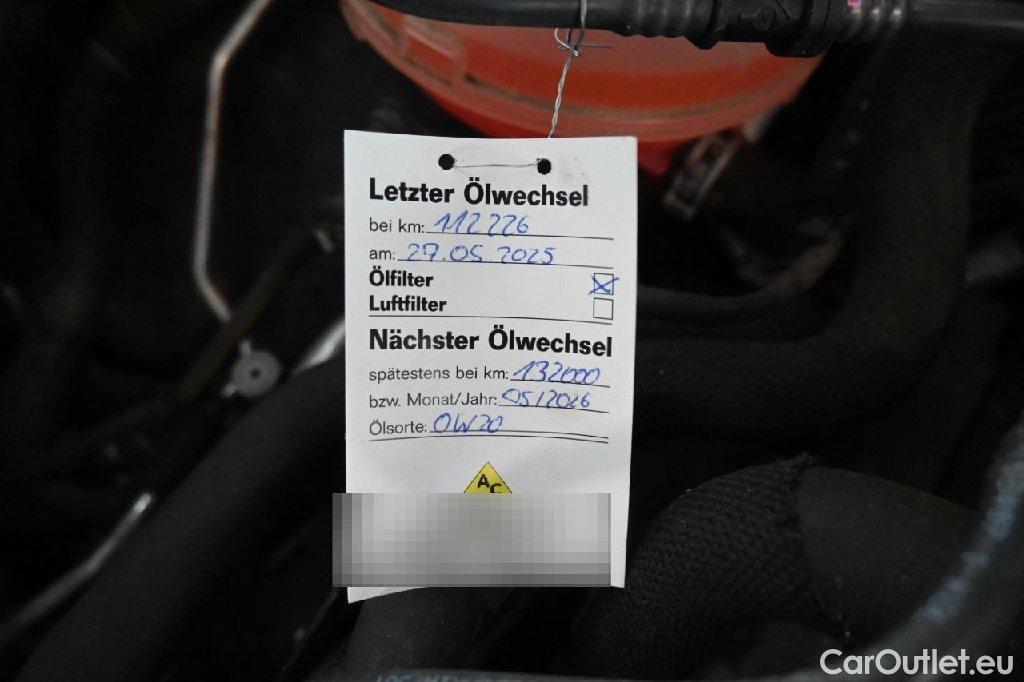 Letzter Ölwechsel
bei km: 112226
am: 27.05 2025
Ölfilter
Luftfilter
Nächster Ölwechsel
spätestens bei km: 132000
bzw. Monat/Jahr: 05/2026
Ölsorte: 0W20
AC
CarOutlet.eu